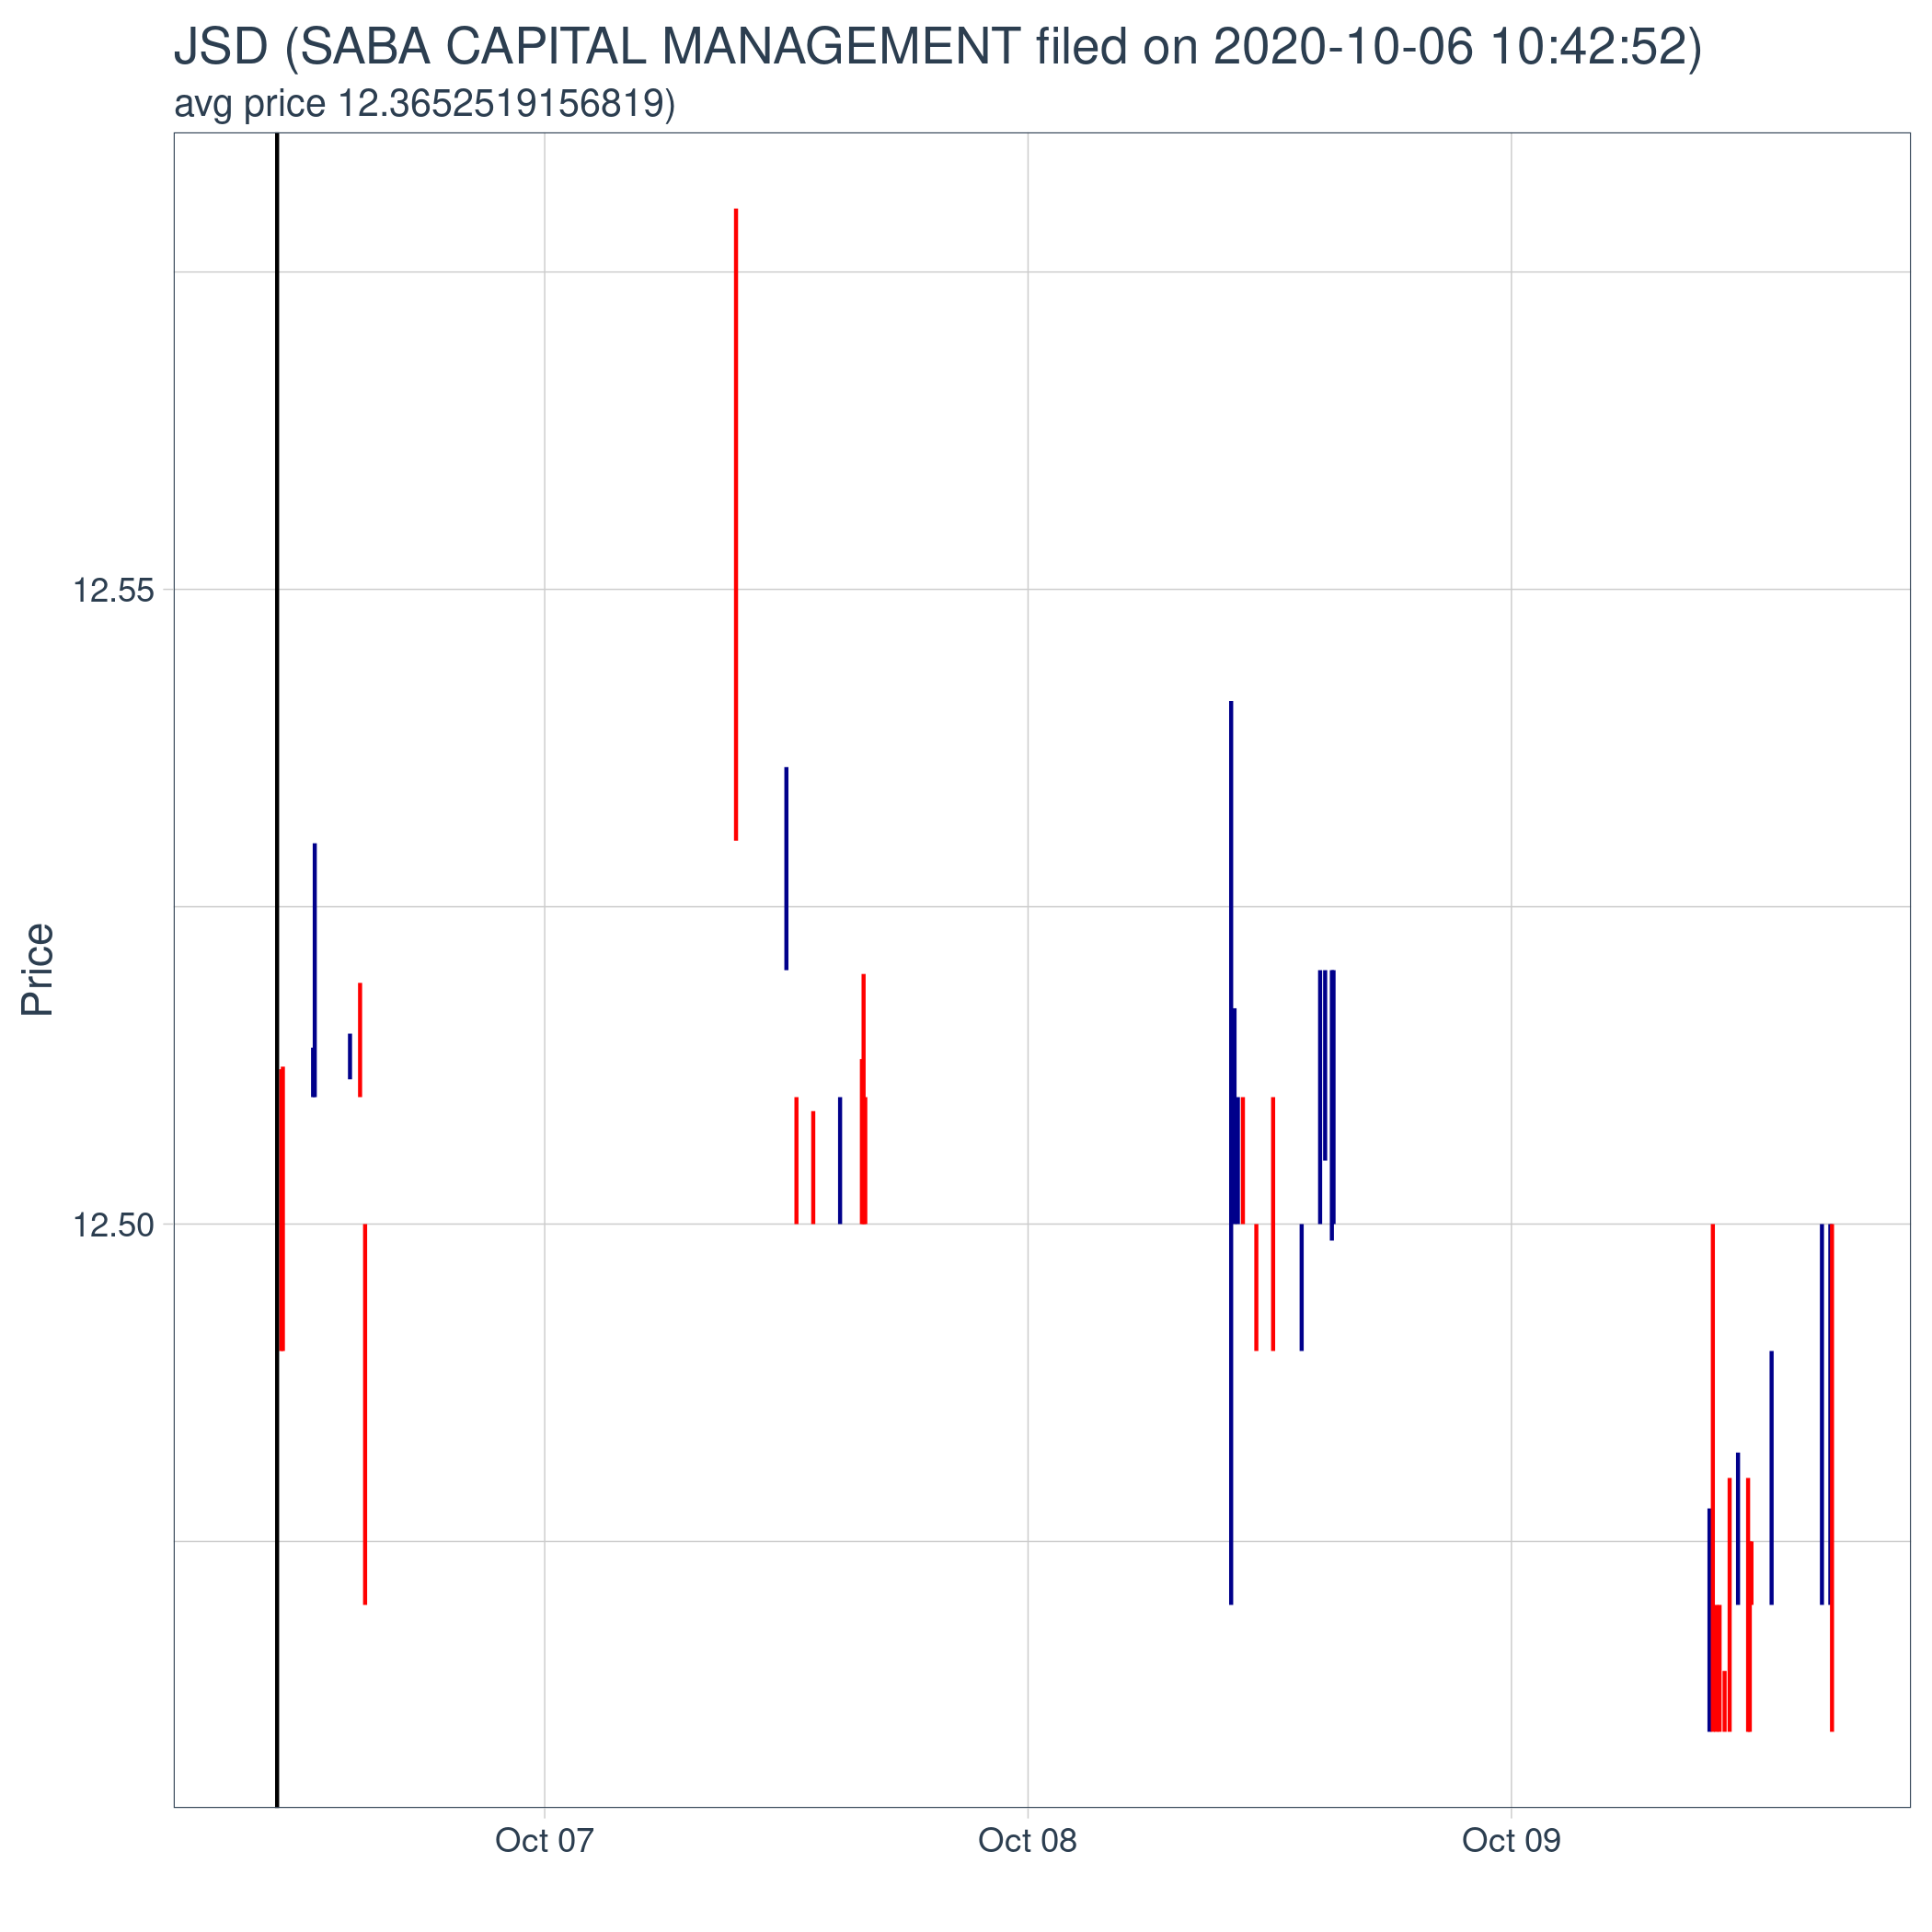 JSD (SABA CAPITAL MANAGEMENT filed on 2020-10-06 10:42:52)
avg price 12.3652519156819)
12.55
Price
12.50
Oct 07 Oct 08 Oct 09